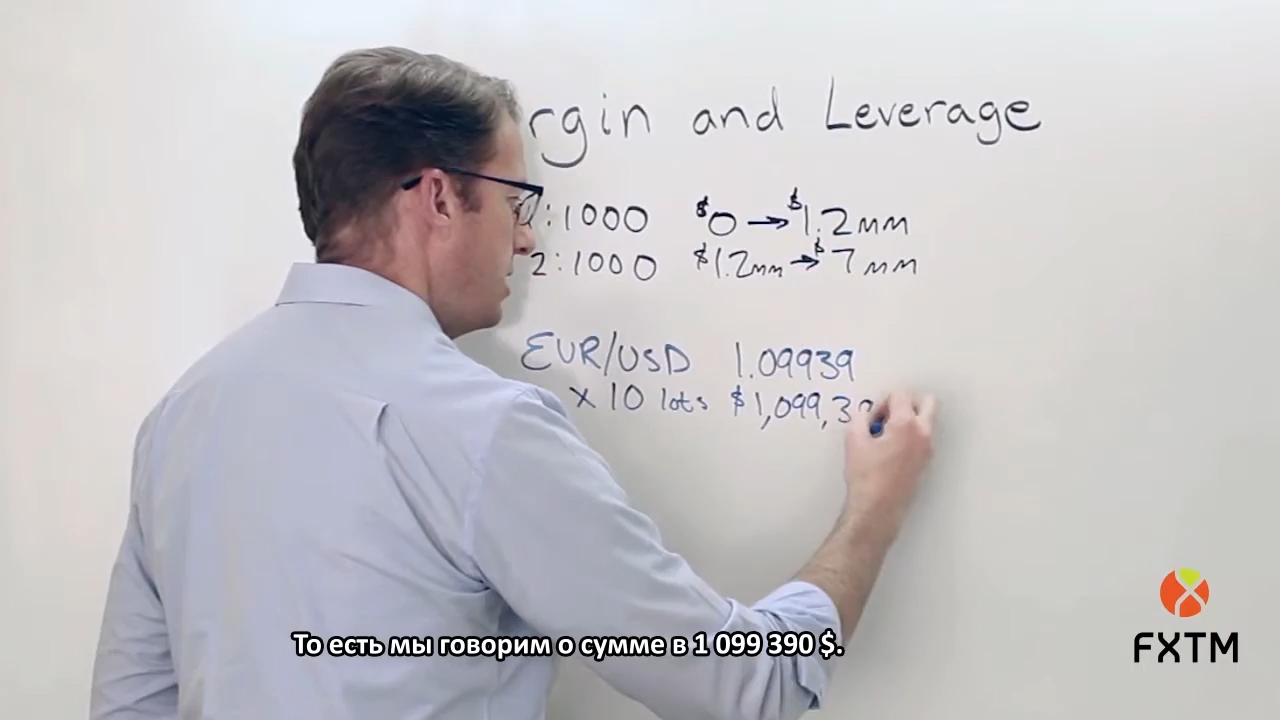 rgin and Leverage
:1000 $0 → $1.2mm
2:1000 $1.2mm → $7mm
EUR/USD 1.09939
x 10 lots $1,099,3
То есть мы говорим о сумме в 1 099 390 $.
FXTM